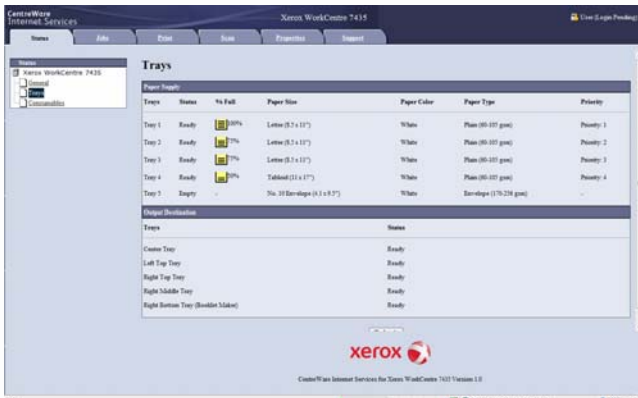 CentreWare
Internet Services
Xerox WorkCentre 7435
User (Login Pending)
Status Jobs Print Scan Properties Support
Status
Xerox WorkCentre 7435
General
Trays
Consumables
Trays
Paper Supply
Trays Status % Full Paper Size Paper Color Paper Type Priority
Tray 1 Ready 100% Letter (8.5 x 11") White Plain (60-105 gsm) Priority: 1
Tray 2 Ready 75% Letter (8.5 x 11") White Plain (60-105 gsm) Priority: 2
Tray 3 Ready 75% Letter (8.5 x 11") White Plain (60-105 gsm) Priority: 3
Tray 4 Ready Tabloid (11 x 17") White Plain (60-105 gsm) Priority: 4
Tray 5 Empty - No. 10 Envelope (4.1 x 9.5") White Envelope (170-256 gsm) -
Output Destination
Trays Status
Centre Tray Ready
Left Top Tray Ready
Right Top Tray Ready
Right Middle Tray Ready
Right Bottom Tray (Booklet Maker) Ready
xerox
CentreWare Internet Services for Xerox WorkCentre 7435 Version 1.0